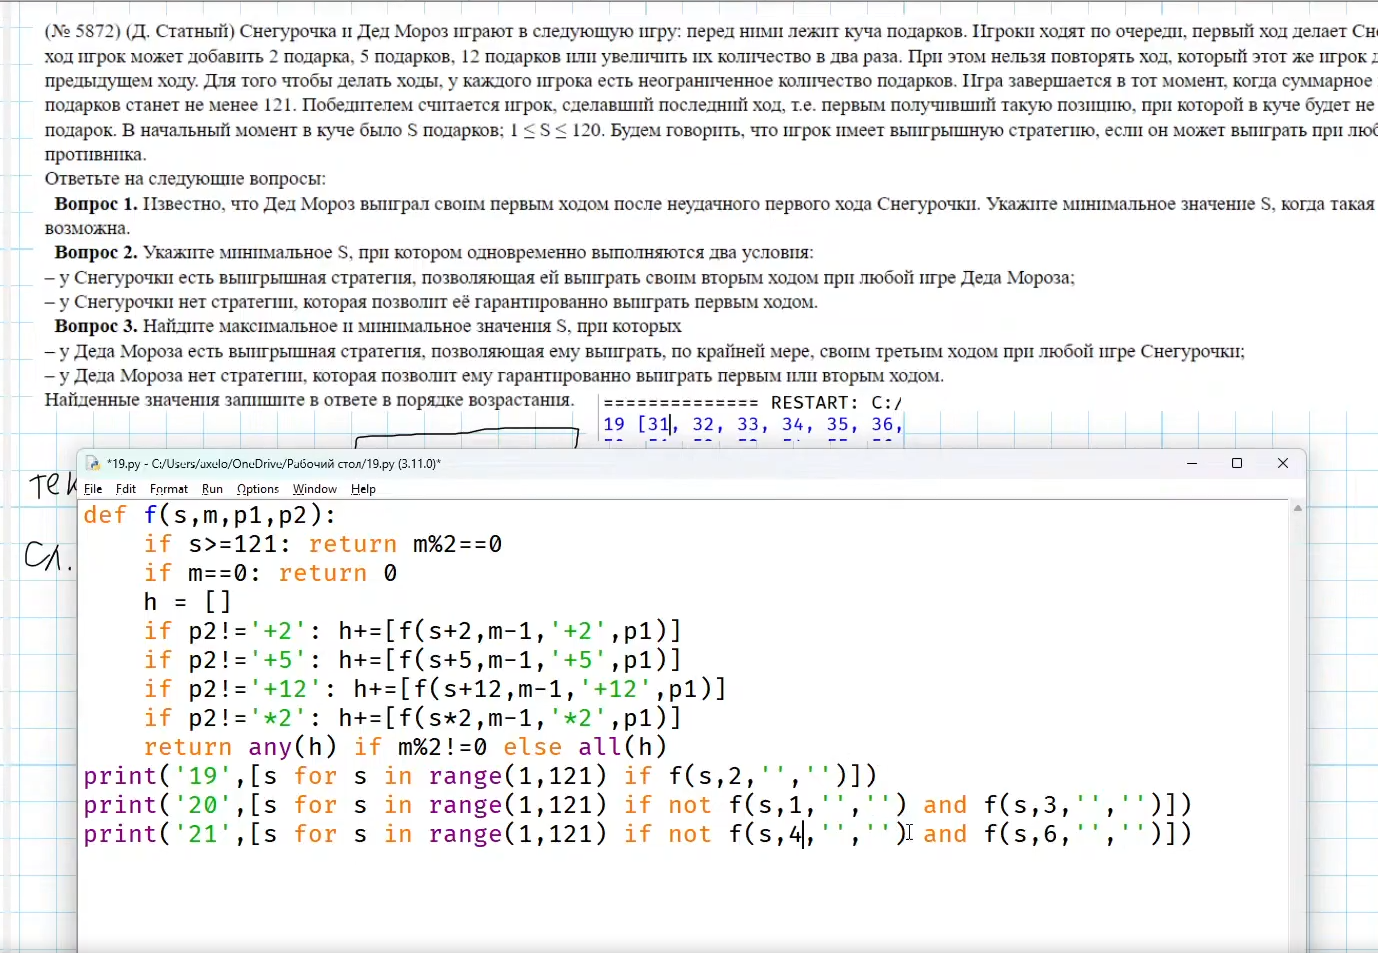 (№ 5872) (Д. Статный) Снегурочка и Дед Мороз играют в следующую игру: перед ними лежит куча подарков. Игроки ходят по очереди, первый ход делает
ход игрок может добавить 2 подарка, 5 подарков, 12 подарков или увеличить их количество в два раза. При этом нельзя повторять ход, который этот же игрок
предыдущем ходу. Для того чтобы делать ходы, у каждого игрока есть неограниченное количество подарков. Игра завершается в тот момент, когда суммарное
подарков станет не менее 121. Победителем считается игрок, сделавший последний ход, т.е. первым получивший такую позицию, при которой в куче будет не
подарок. В начальный момент в куче было S подарков; 1 ≤ S ≤ 120. Будем говорить, что игрок имеет выигрышную стратегию, если он может выиграть при
противника.
Ответьте на следующие вопросы:
Вопрос 1. Известно, что Дед Мороз выиграл своим первым ходом после неудачного первого хода Снегурочки. Укажите минимальное значение S, когда такая
возможна.
Вопрос 2. Укажите минимальное S, при котором одновременно выполняются два условия:
– у Снегурочки есть выигрышная стратегия, позволяющая ей выиграть своим вторым ходом при любой игре Деда Мороза;
– у Снегурочки нет стратегии, которая позволит её гарантированно выиграть первым ходом.
Вопрос 3. Найдите максимальное и минимальное значения S, при которых
– у Деда Мороза есть выигрышная стратегия, позволяющая ему выиграть, по крайней мере, своим третьим ходом при любой игре Снегурочки;
– у Деда Мороза нет стратегии, которая позволит ему гарантированно выиграть первым или вторым ходом.
Найденные значения запишите в ответе в порядке возрастания.
============== RESTART: C:/
19 [31, 32, 33, 34, 35, 36,
тек
Сл.
*19.py - C:/Users/axelo/OneDrive/Рабочий стол/19.py (3.11.0)*
File Edit Format Run Options Window Help
def f(s,m,p1,p2):
    if s>=121: return m%2==0
    if m==0: return 0
    h = []
    if p2!='+2': h+=[f(s+2,m-1,'+2',p1)]
    if p2!='+5': h+=[f(s+5,m-1,'+5',p1)]
    if p2!='+12': h+=[f(s+12,m-1,'+12',p1)]
    if p2!='*2': h+=[f(s*2,m-1,'*2',p1)]
    return any(h) if m%2!=0 else all(h)
print('19',[s for s in range(1,121) if f(s,2,'','')])
print('20',[s for s in range(1,121) if not f(s,1,'','') and f(s,3,'','')])
print('21',[s for s in range(1,121) if not f(s,4,'','') and f(s,6,'','')])